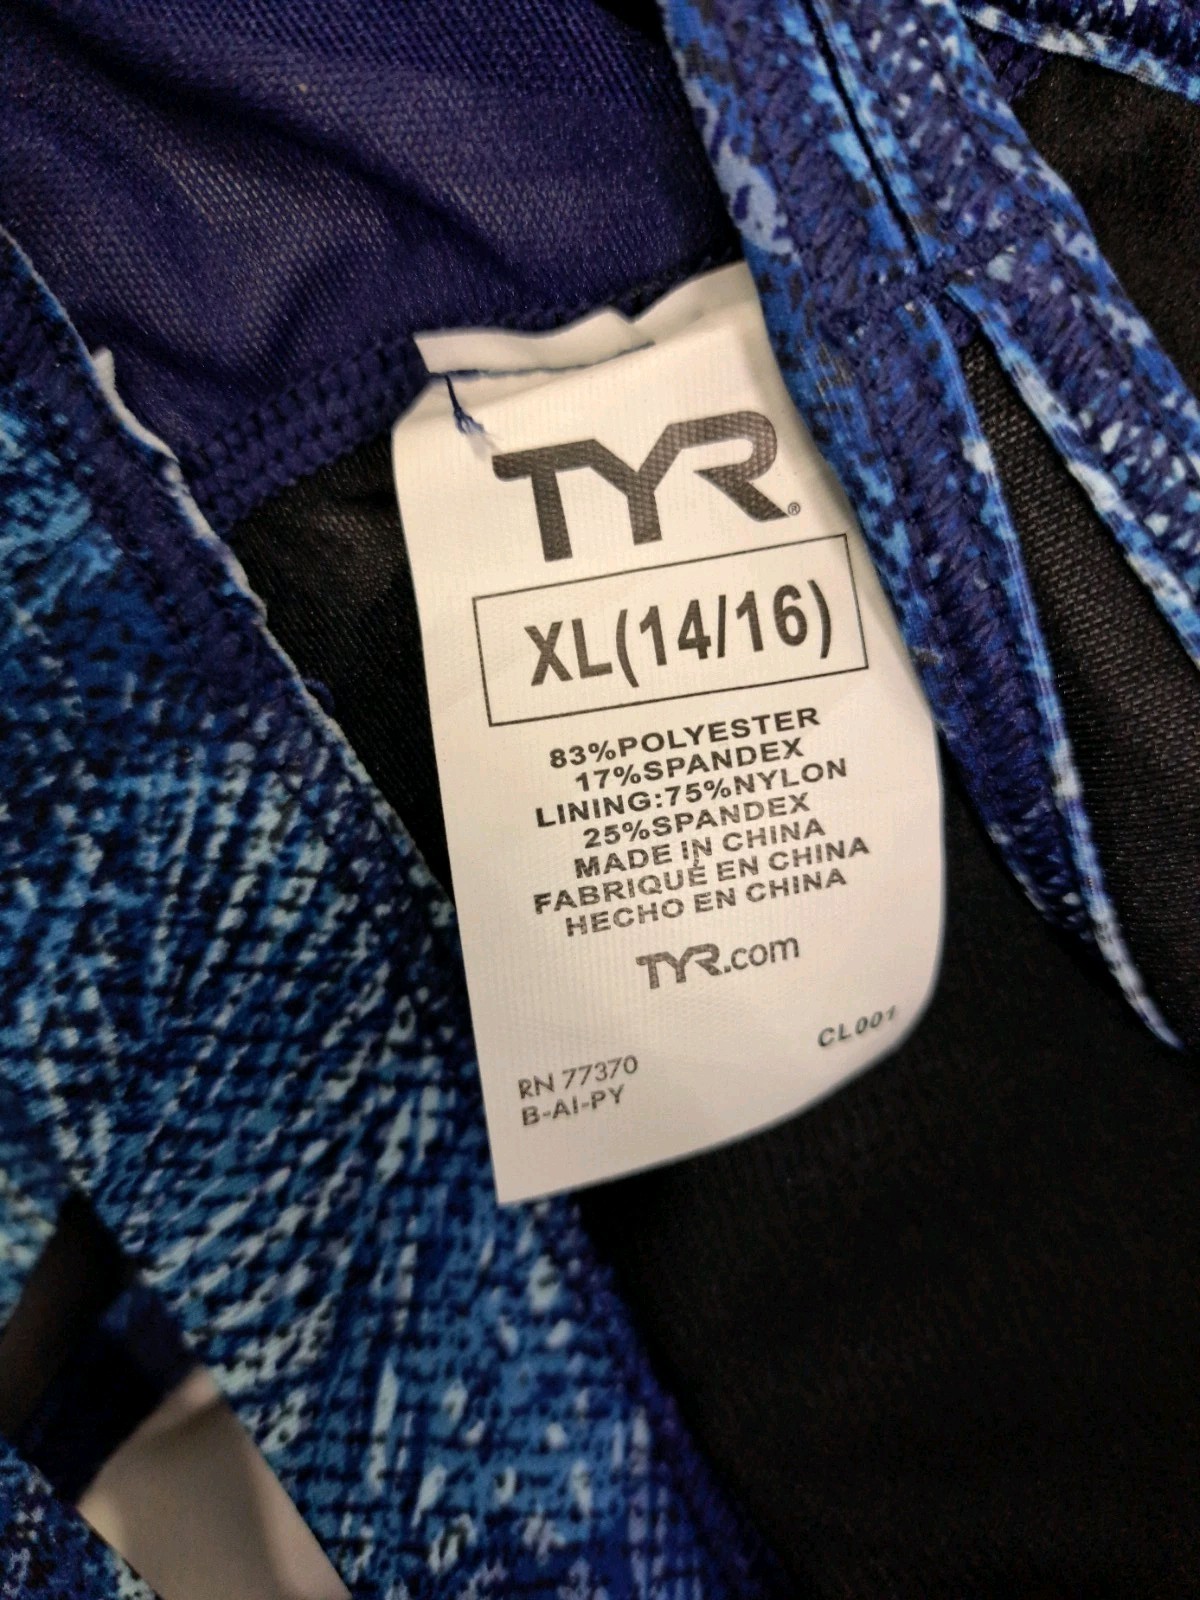 TYR®
XL(14/16)
83%POLYESTER
17%SPANDEX
LINING:75%NYLON
25%SPANDEX
MADE IN CHINA
FABRIQUÉ EN CHINA
HECHO EN CHINA
TYR.com
CL001
RN 77370
B-AI-PY